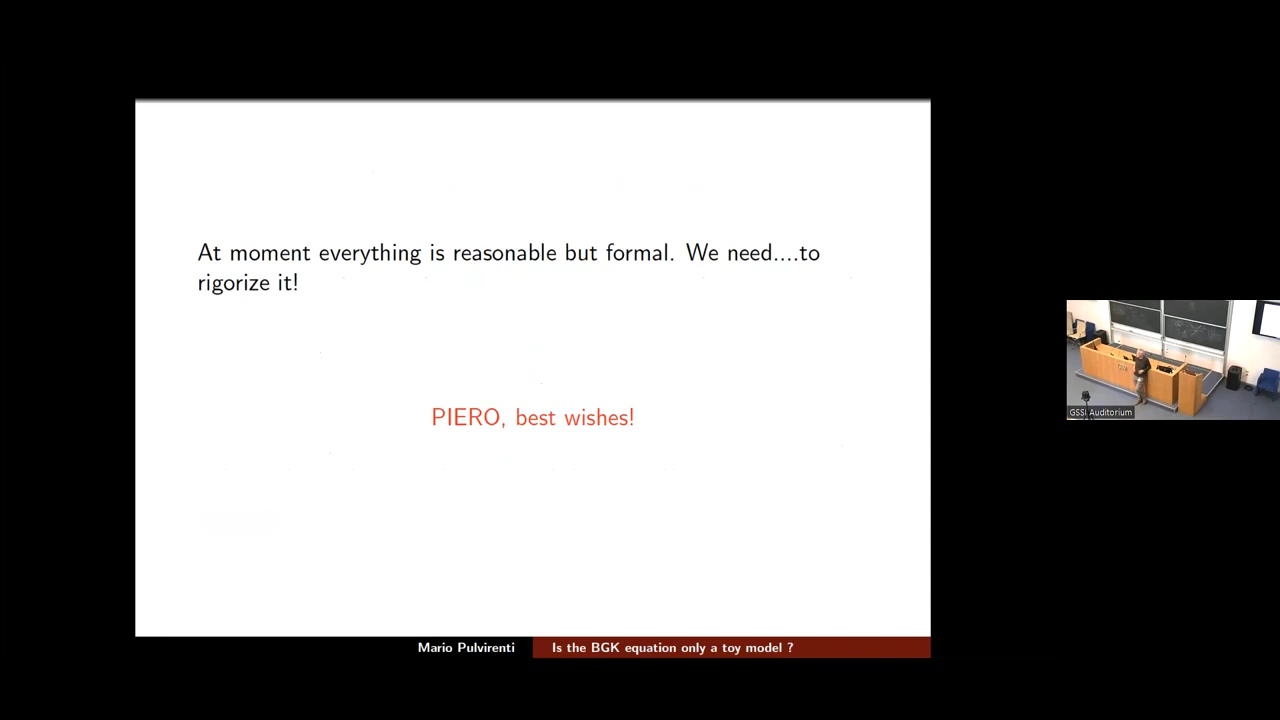 At moment everything is reasonable but formal. We need....to
rigorize it!
PIERO, best wishes!
GSSI Auditorium
Mario Pulvirenti
Is the BGK equation only a toy model ?